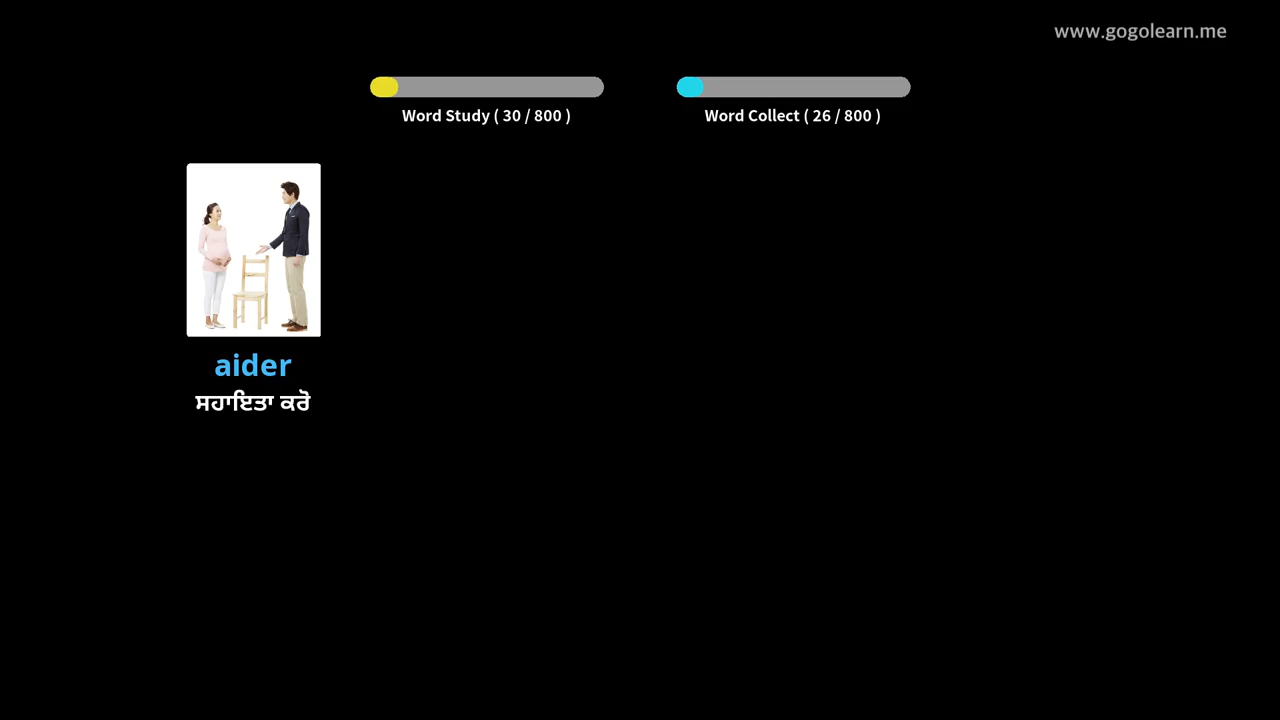 www.gogolearn.me
Word Study ( 30 / 800 )
Word Collect ( 26 / 800 )
aider
ਸਹਾਇਤਾ ਕਰੋ